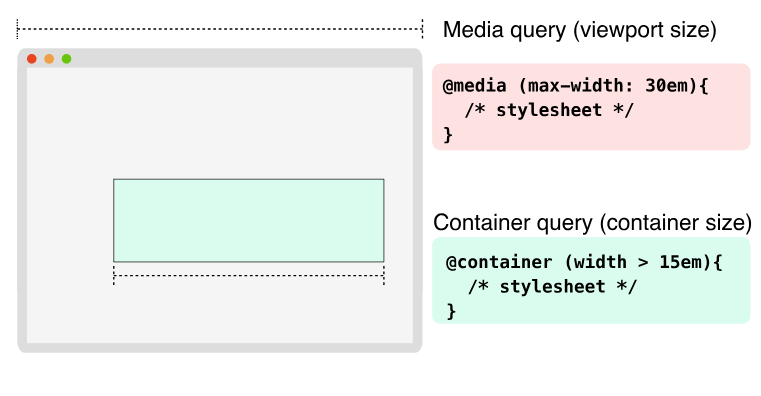 Media query (viewport size)
@media (max-width: 30em){
  /* stylesheet */
}
Container query (container size)
@container (width > 15em){
  /* stylesheet */
}